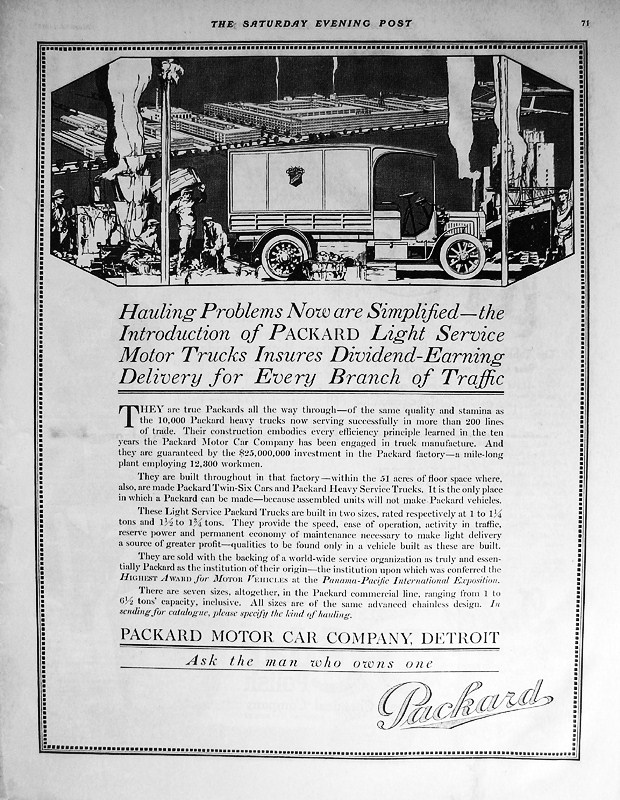 THE SATURDAY EVENING POST
71
Hauling Problems Now are Simplified—the
Introduction of PACKARD Light Service
Motor Trucks Insures Dividend-Earning
Delivery for Every Branch of Traffic
THEY are true Packards all the way through—of the same quality and stamina as
the 10,000 Packard heavy trucks now serving successfully in more than 200 lines
of trade. Their construction embodies every efficiency principle learned in the ten
years the Packard Motor Car Company has been engaged in truck manufacture. And
they are guaranteed by the $25,000,000 investment in the Packard factory—a mile-long
plant employing 12,800 workmen.
They are built throughout in that factory—within the 51 acres of floor space where,
also, are made Packard Twin-Six Cars and Packard Heavy Service Trucks. It is the only place
in which a Packard can be made—because assembled units will not make Packard vehicles.
These Light Service Packard Trucks are built in two sizes, rated respectively at 1 to 1¼
tons and 1½ to 1¾ tons. They provide the speed, ease of operation, activity in traffic,
reserve power and permanent economy of maintenance necessary to make light delivery
a source of greater profit—qualities to be found only in a vehicle built as these are built.
They are sold with the backing of a world-wide service organization as truly and essen-
tially Packard as the institution of their origin—the institution upon which was conferred the
HIGHEST AWARD FOR MOTOR VEHICLES at the Panama-Pacific International Exposition.
There are seven sizes, altogether, in the Packard commercial line, ranging from 1 to
6½ tons' capacity, inclusive. All sizes are of the same advanced chainless design. In
sending for catalogue, please specify the kind of hauling.
PACKARD MOTOR CAR COMPANY, DETROIT
Ask the man who owns one
Packard